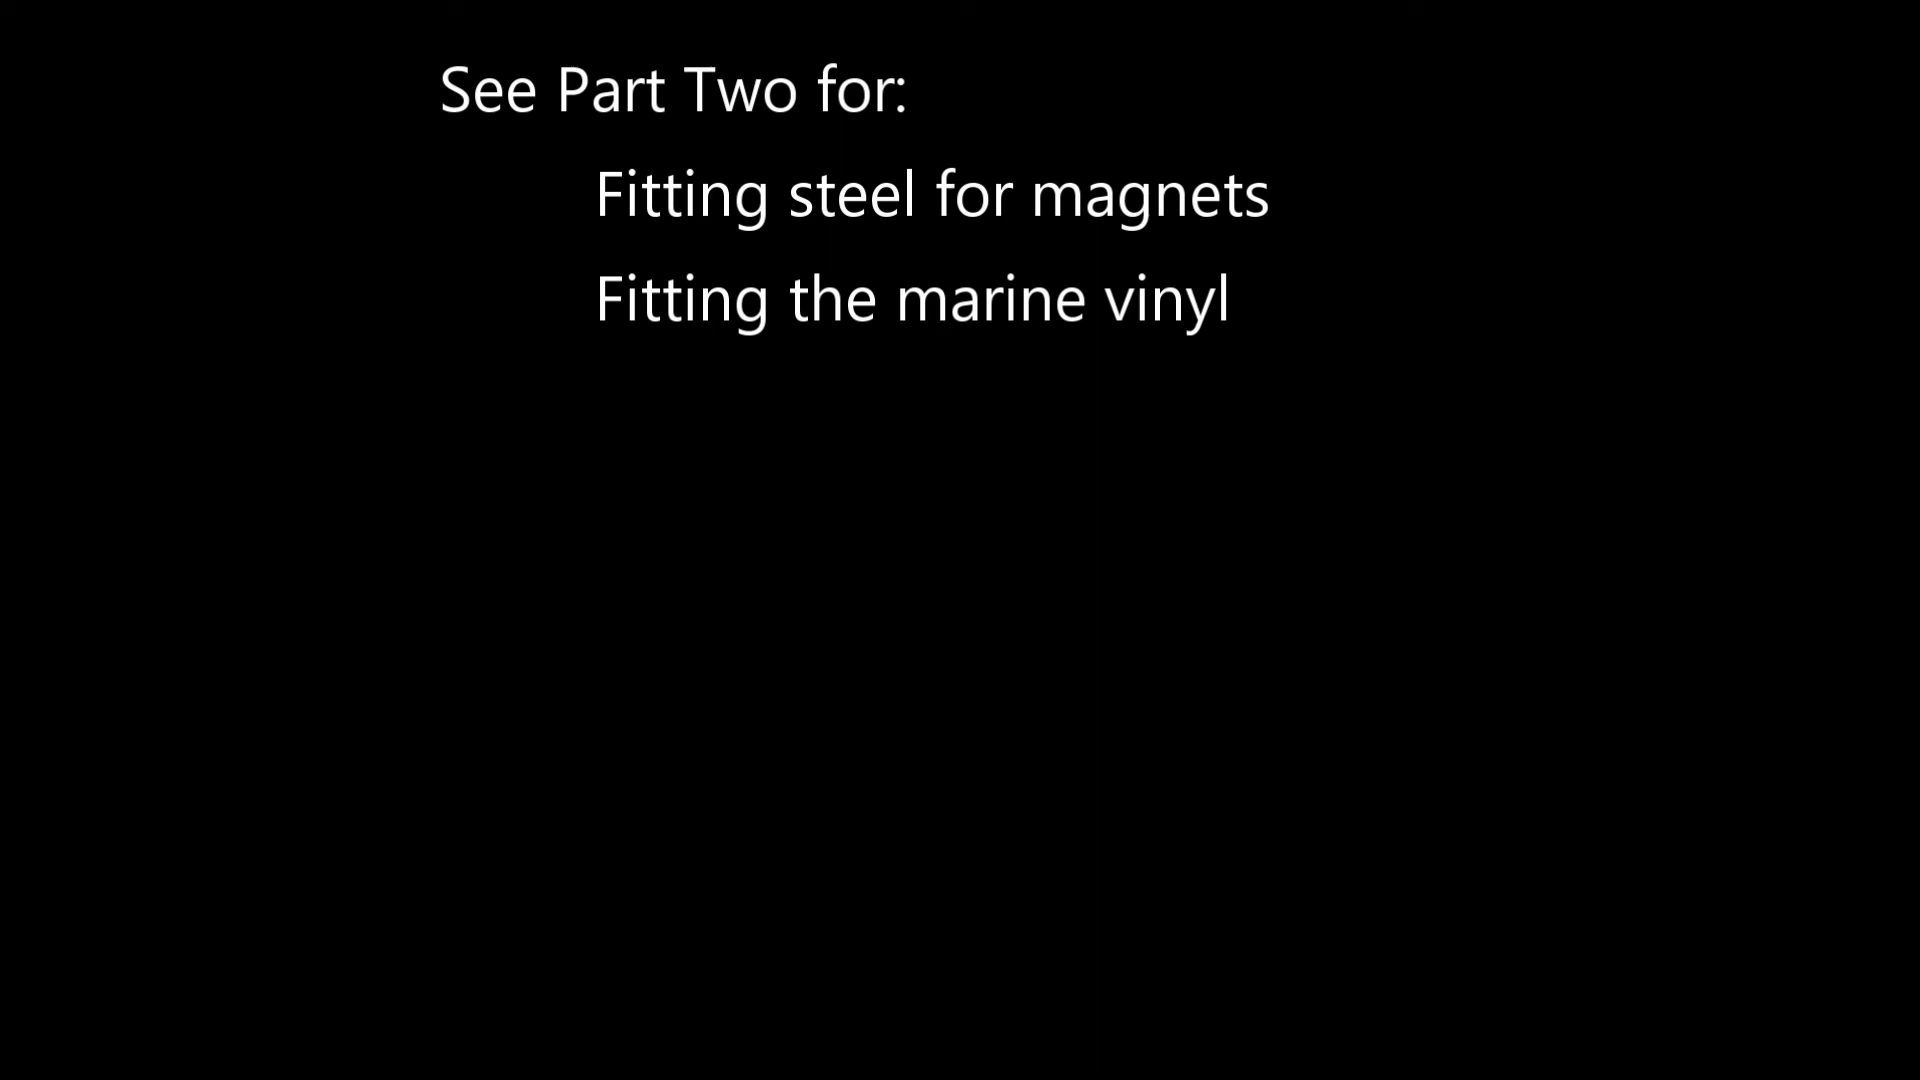 See Part Two for:
Fitting steel for magnets
Fitting the marine vinyl